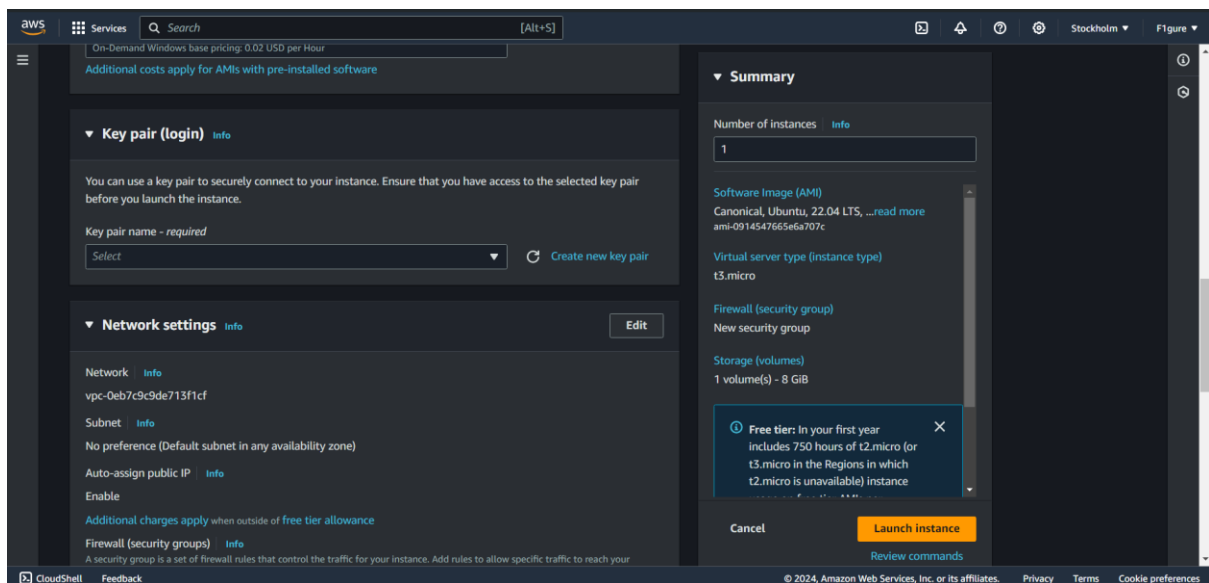 aws
Services
Search
[Alt+S]
Stockholm
F1gure
On-Demand Windows base pricing: 0.02 USD per Hour
Additional costs apply for AMIs with pre-installed software
Key pair (login) Info
You can use a key pair to securely connect to your instance. Ensure that you have access to the selected key pair
before you launch the instance.
Key pair name - required
Select
Create new key pair
Network settings Info
Edit
Network Info
vpc-0eb7c9c9de713f1cf
Subnet Info
No preference (Default subnet in any availability zone)
Auto-assign public IP Info
Enable
Additional charges apply when outside of free tier allowance
Firewall (security groups) Info
A security group is a set of firewall rules that control the traffic for your instance. Add rules to allow specific traffic to reach your
Summary
Number of instances Info
1
Software Image (AMI)
Canonical, Ubuntu, 22.04 LTS, ...read more
ami-0914547665e6a707c
Virtual server type (instance type)
t3.micro
Firewall (security group)
New security group
Storage (volumes)
1 volume(s) - 8 GiB
Free tier: In your first year
includes 750 hours of t2.micro (or
t3.micro in the Regions in which
t2.micro is unavailable) instance
Cancel
Launch instance
Review commands
CloudShell
Feedback
© 2024, Amazon Web Services, Inc. or its affiliates.
Privacy
Terms
Cookie preferences